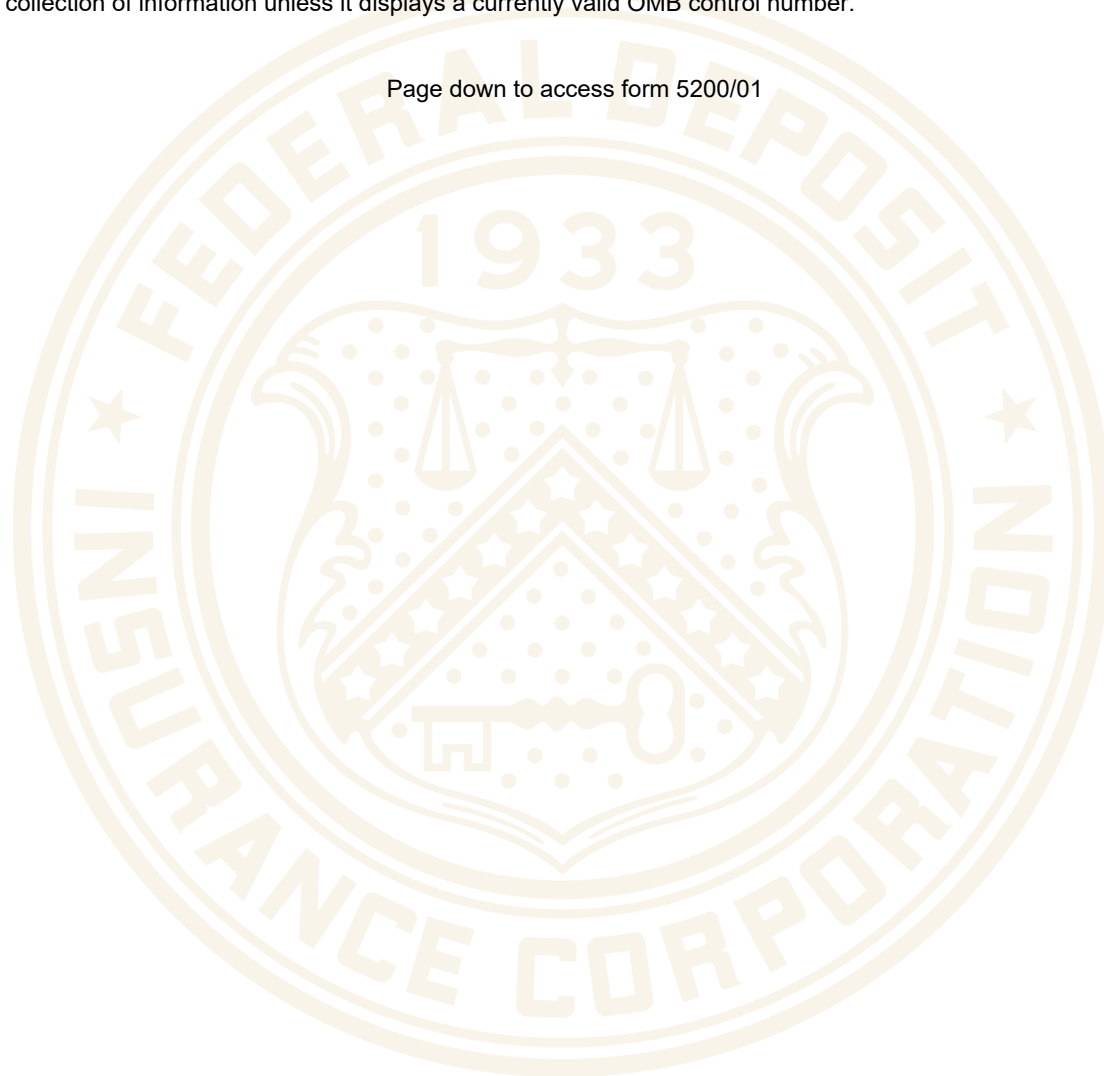 collection of information unless it displays a currently valid OMB control number.
Page down to access form 5200/01
FEDERAL DEPOSIT
1933
INSURANCE CORPORATION